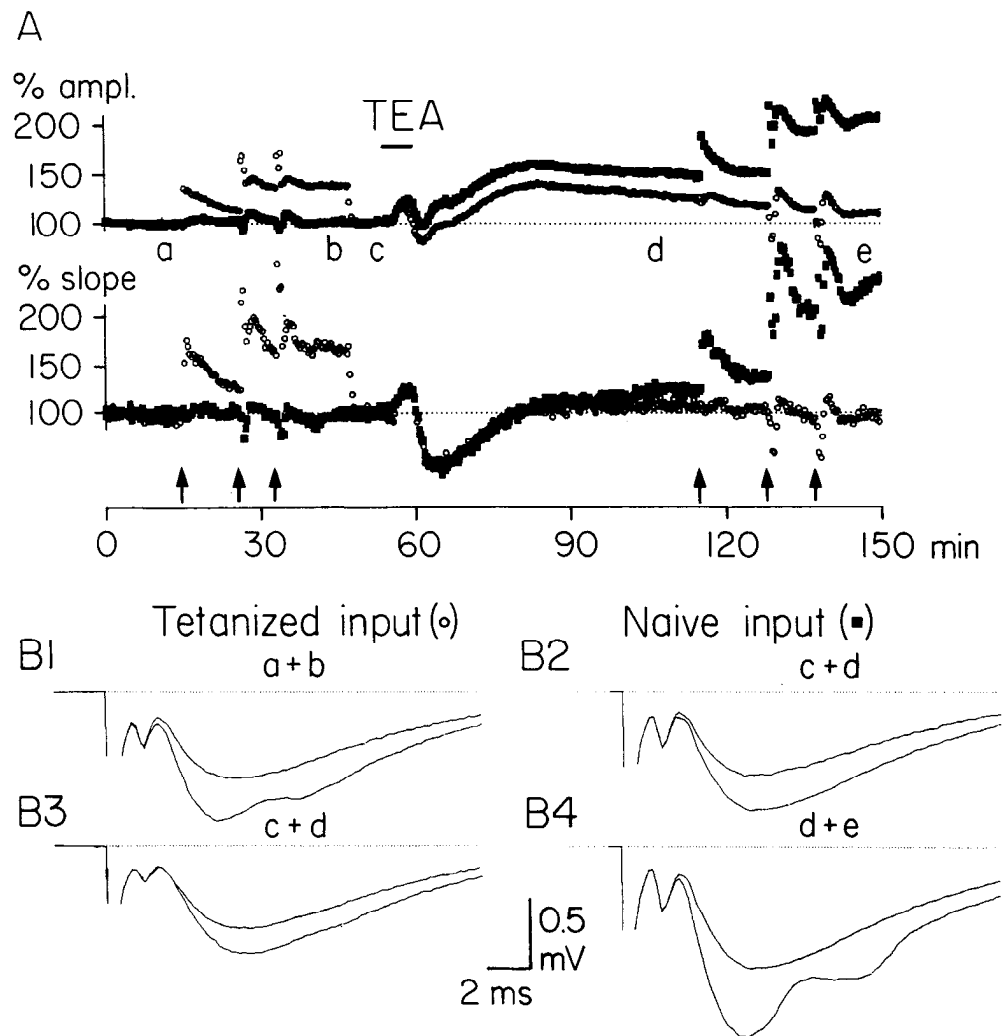 A
% ampl.
TEA
200
150
100
a b c d e
% slope
200
150
100
0 30 60 90 120 150 min
Tetanized input (o) Naive input (■)
B1 a+b B2 c+d
B3 c+d B4 d+e
0.5
mV
2 ms